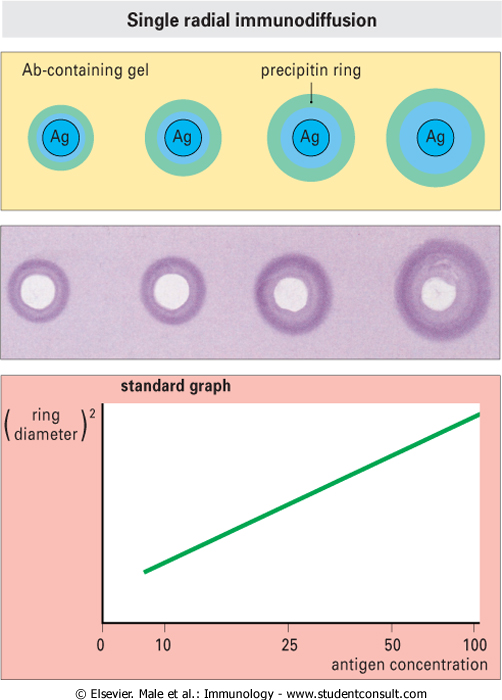 Single radial immunodiffusion
Ab-containing gel
precipitin ring
Ag
Ag
Ag
Ag
standard graph
( ring
diameter )²
0
10
25
50
100
antigen concentration
© Elsevier. Male et al.: Immunology - www.studentconsult.com